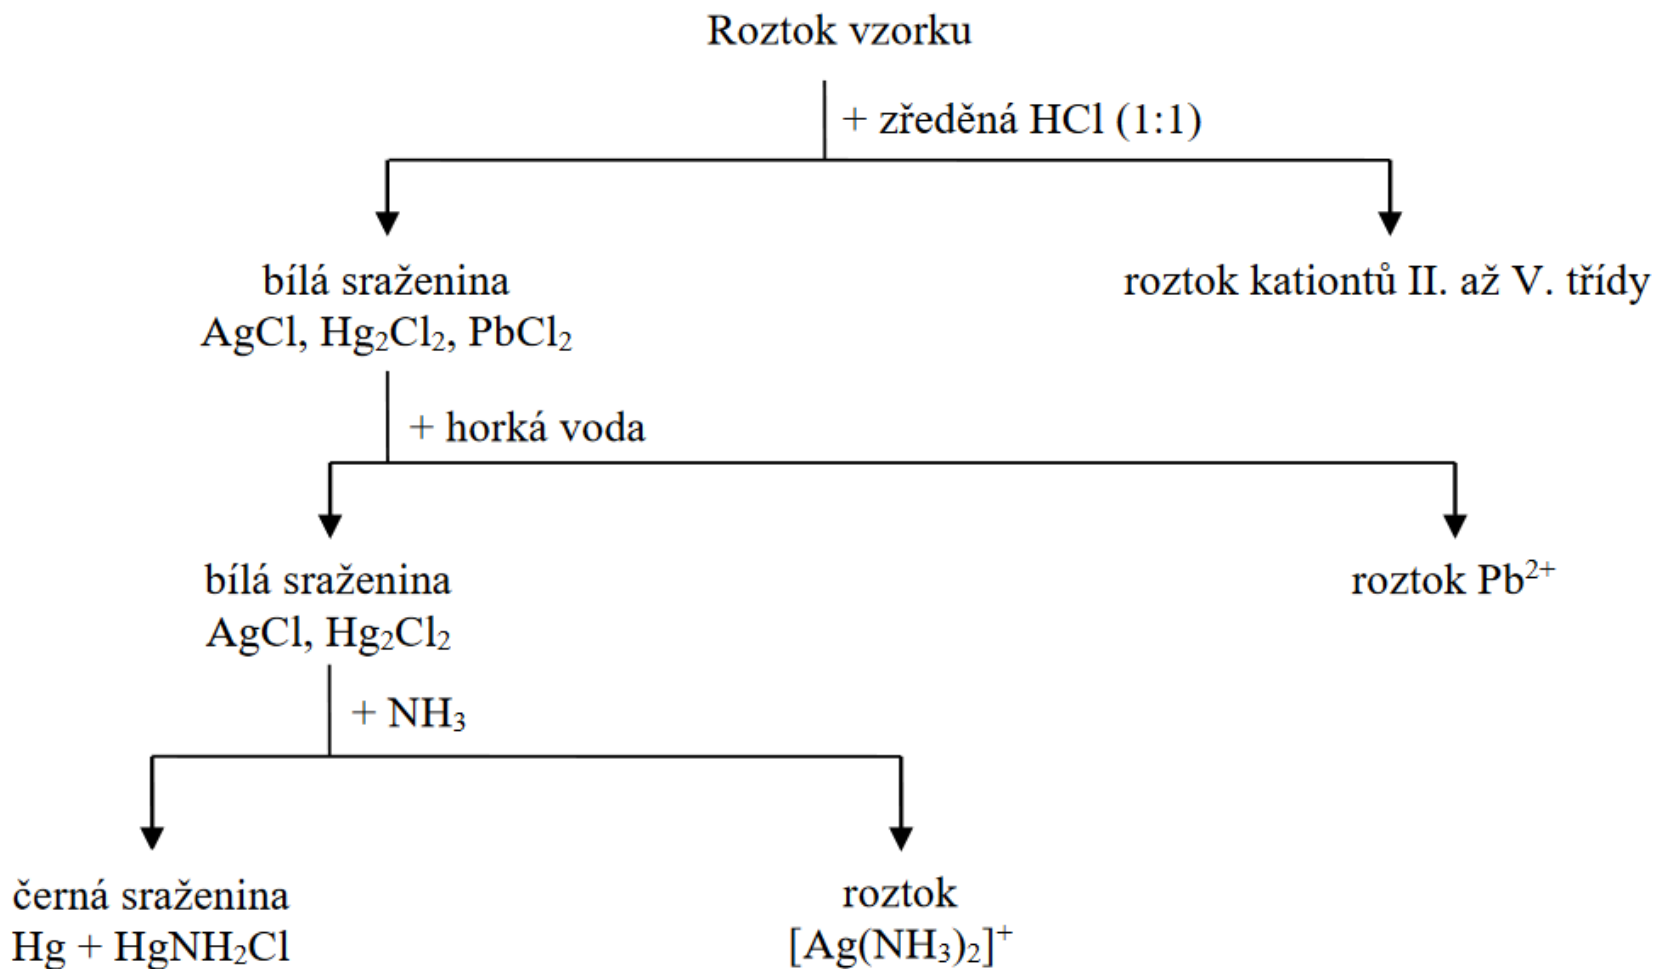 Roztok vzorku
+ zředěná HCl (1:1)
bílá sraženina
AgCl, Hg₂Cl₂, PbCl₂
roztok kationtů II. až V. třídy
+ horká voda
bílá sraženina
AgCl, Hg₂Cl₂
roztok Pb²⁺
+ NH₃
černá sraženina
Hg + HgNH₂Cl
roztok
[Ag(NH₃)₂]⁺